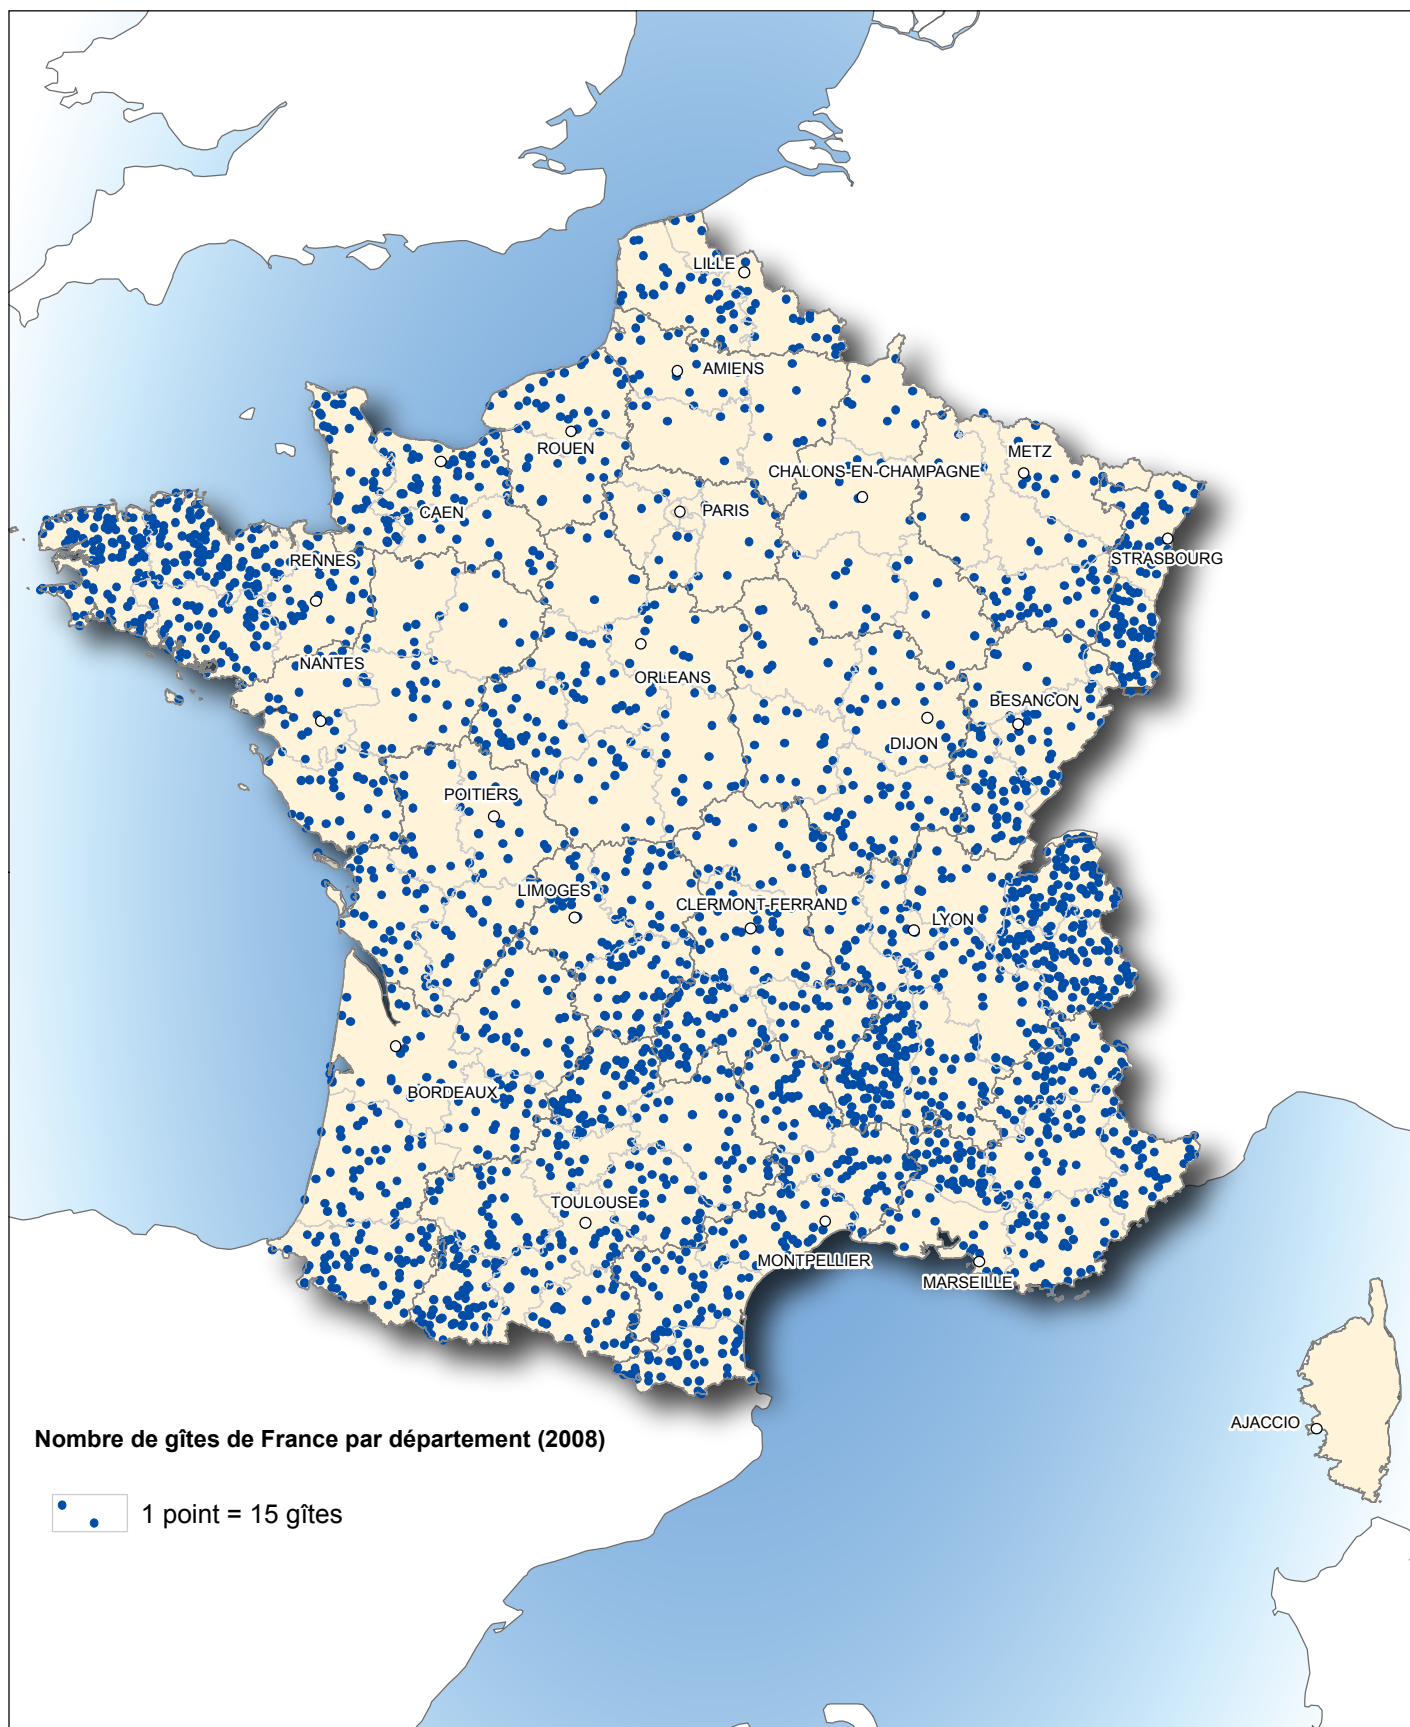 LILLE
AMIENS
ROUEN
METZ
CHALONS-EN-CHAMPAGNE
CAEN
PARIS
RENNES
STRASBOURG
NANTES
ORLEANS
BESANCON
DIJON
POITIERS
LIMOGES
CLERMONT-FERRAND
LYON
BORDEAUX
TOULOUSE
MONTPELLIER
MARSEILLE
AJACCIO
Nombre de gîtes de France par département (2008)
1 point = 15 gîtes